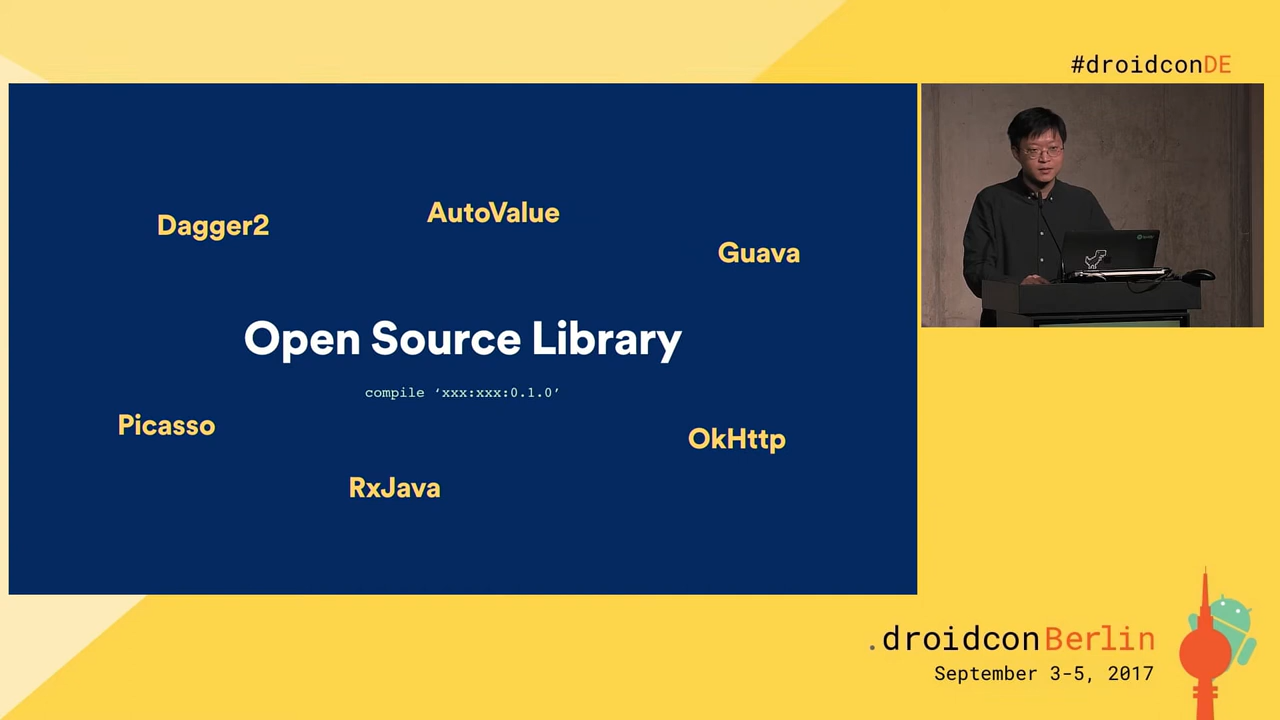 #droidconDE
Dagger2
AutoValue
Guava
Open Source Library
compile ‘xxx:xxx:0.1.0’
Picasso
OkHttp
RxJava
.droidconBerlin
September 3-5, 2017